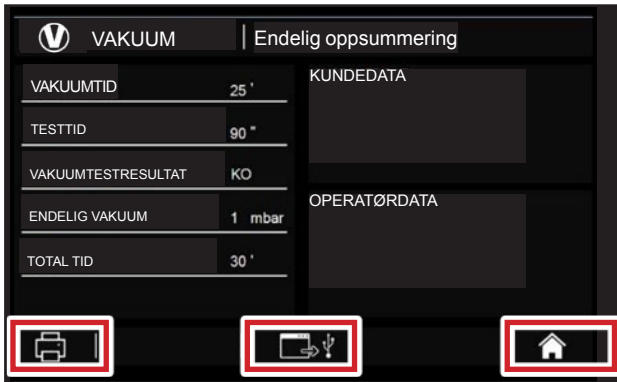 VAKUUM | Endelig oppsummering
VAKUUMTID 25 '
TESTTID 90 "
VAKUUMTESTRESULTAT KO
ENDELIG VAKUUM 1 mbar
TOTAL TID 30 '
KUNDEDATA
OPERATØRDATA